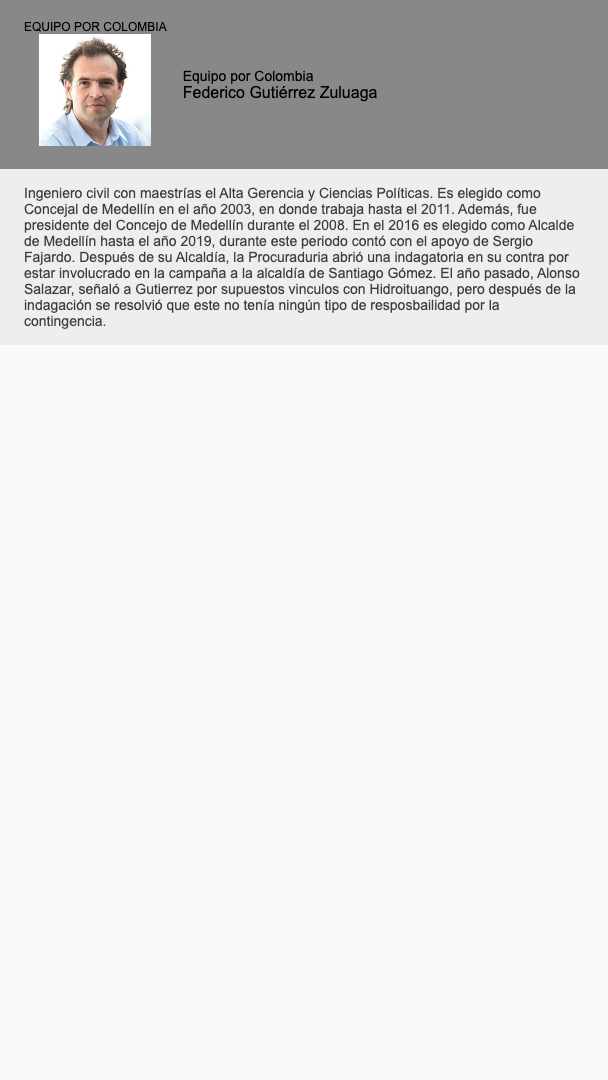 EQUIPO POR COLOMBIA
Equipo por Colombia
Federico Gutiérrez Zuluaga
Ingeniero civil con maestrías el Alta Gerencia y Ciencias Políticas. Es elegido como
Concejal de Medellín en el año 2003, en donde trabaja hasta el 2011. Además, fue
presidente del Concejo de Medellín durante el 2008. En el 2016 es elegido como Alcalde
de Medellín hasta el año 2019, durante este periodo contó con el apoyo de Sergio
Fajardo. Después de su Alcaldía, la Procuraduria abrió una indagatoria en su contra por
estar involucrado en la campaña a la alcaldía de Santiago Gómez. El año pasado, Alonso
Salazar, señaló a Gutierrez por supuestos vinculos con Hidroituango, pero después de la
indagación se resolvió que este no tenía ningún tipo de resposbailidad por la
contingencia.